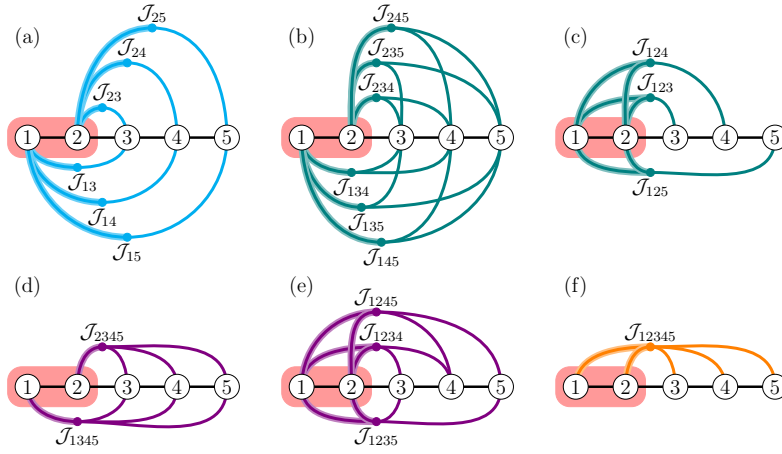 (a)
𝒥₂₅
𝒥₂₄
𝒥₂₃
1 2 3 4 5
𝒥₁₃
𝒥₁₄
𝒥₁₅
(b)
𝒥₂₄₅
𝒥₂₃₅
𝒥₂₃₄
1 2 3 4 5
𝒥₁₃₄
𝒥₁₃₅
𝒥₁₄₅
(c)
𝒥₁₂₄
𝒥₁₂₃
1 2 3 4 5
𝒥₁₂₅
(d)
𝒥₂₃₄₅
1 2 3 4 5
𝒥₁₃₄₅
(e)
𝒥₁₂₄₅
𝒥₁₂₃₄
1 2 3 4 5
𝒥₁₂₃₅
(f)
𝒥₁₂₃₄₅
1 2 3 4 5